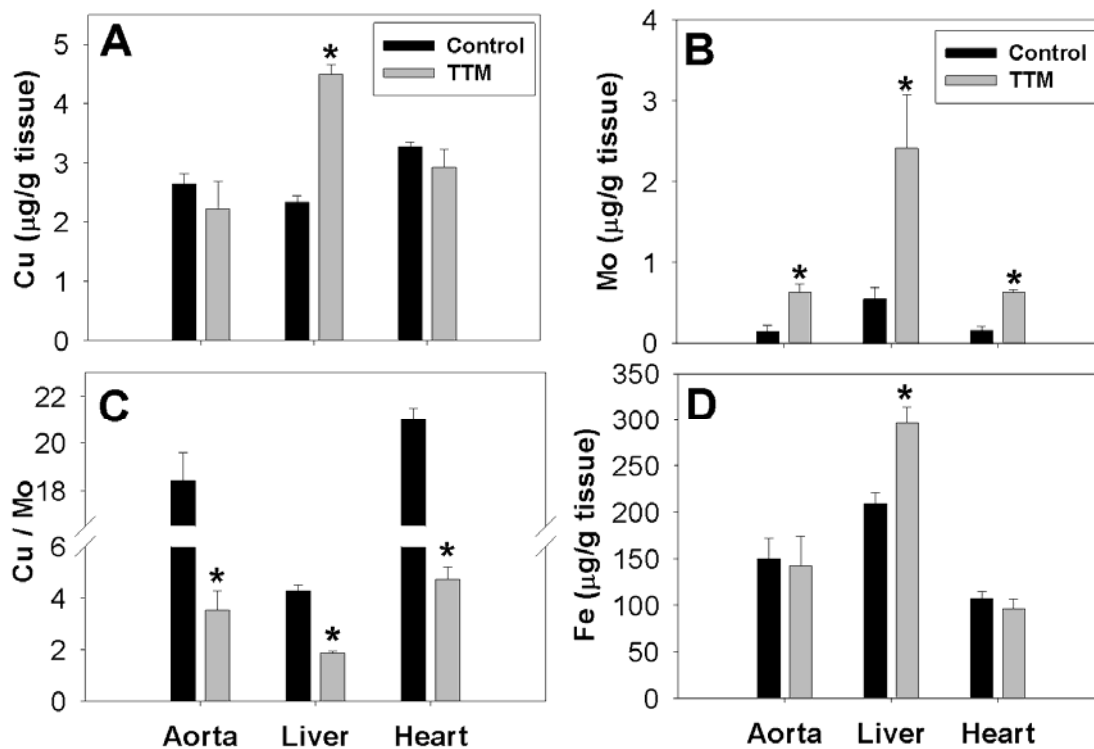 A
Cu (µg/g tissue)
5
4
3
2
1
0
Control
TTM
*
B
Mo (µg/g tissue)
4
3
2
1
0
Control
TTM
*
*
*
C
Cu / Mo
22
20
18
6
4
2
0
*
*
*
Aorta Liver Heart
D
Fe (µg/g tissue)
350
300
250
200
150
100
50
0
*
Aorta Liver Heart